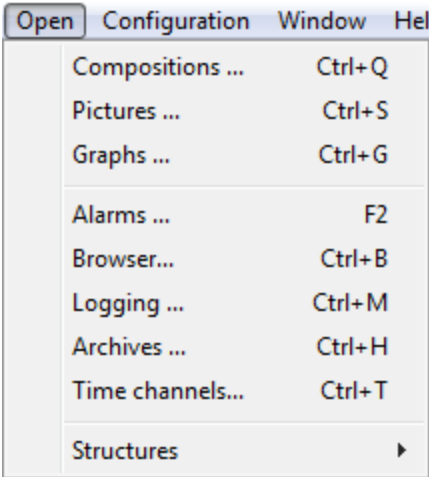 Open Configuration Window Hel
Compositions ... Ctrl+Q
Pictures ... Ctrl+S
Graphs ... Ctrl+G
Alarms ... F2
Browser... Ctrl+B
Logging ... Ctrl+M
Archives ... Ctrl+H
Time channels... Ctrl+T
Structures